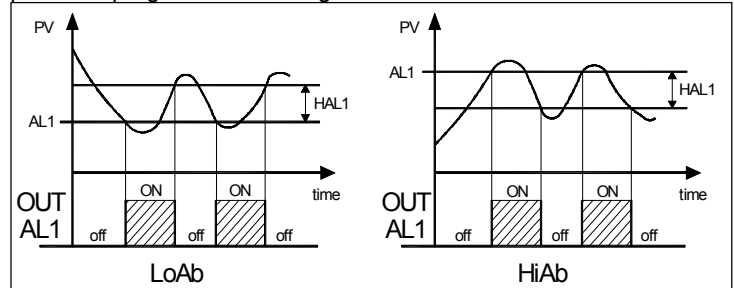 PV
HAL1
AL1
time
ON ON
OUT
AL1
off off off
LoAb
PV
AL1
HAL1
time
ON ON
OUT
AL1
off off off
HiAb